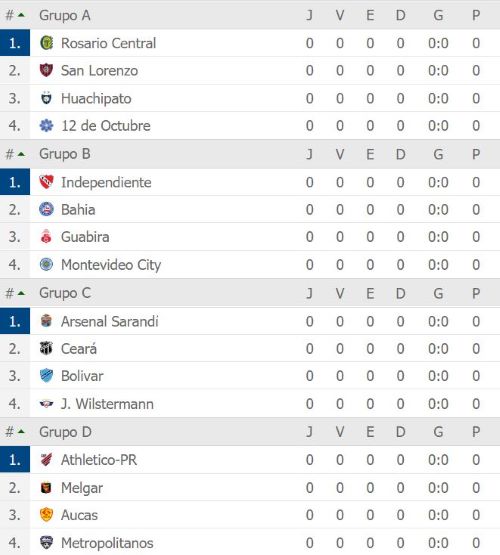 # Grupo A J V E D G P
1. Rosario Central 0 0 0 0 0:0 0
2. San Lorenzo 0 0 0 0 0:0 0
3. Huachipato 0 0 0 0 0:0 0
4. 12 de Octubre 0 0 0 0 0:0 0
# Grupo B J V E D G P
1. Independiente 0 0 0 0 0:0 0
2. Bahia 0 0 0 0 0:0 0
3. Guabira 0 0 0 0 0:0 0
4. Montevideo City 0 0 0 0 0:0 0
# Grupo C J V E D G P
1. Arsenal Sarandí 0 0 0 0 0:0 0
2. Ceará 0 0 0 0 0:0 0
3. Bolivar 0 0 0 0 0:0 0
4. J. Wilstermann 0 0 0 0 0:0 0
# Grupo D J V E D G P
1. Athletico-PR 0 0 0 0 0:0 0
2. Melgar 0 0 0 0 0:0 0
3. Aucas 0 0 0 0 0:0 0
4. Metropolitanos 0 0 0 0 0:0 0